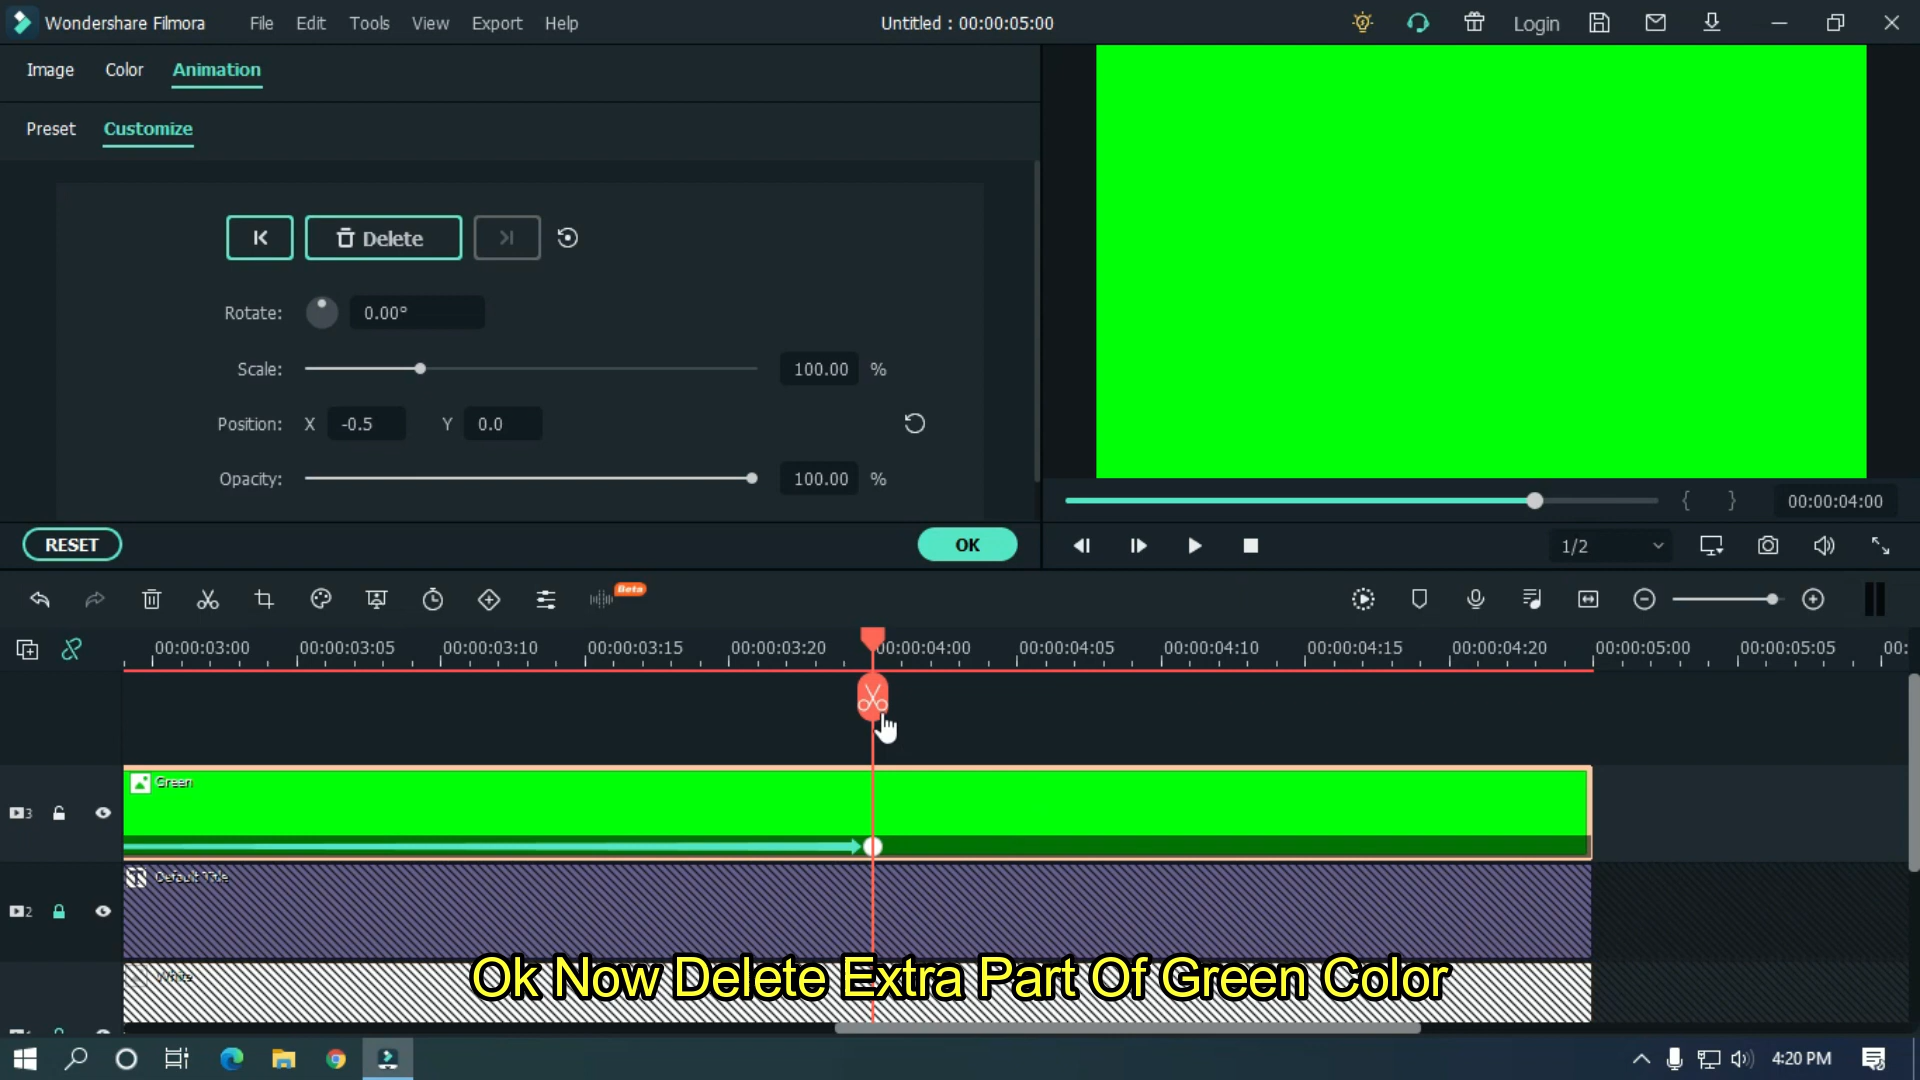 Wondershare Filmora File Edit Tools View Export Help Untitled : 00:00:05:00 Login
Image Color Animation
Preset Customize
Delete
Rotate: 0.00°
Scale: 100.00 %
Position: X -0.5 Y 0.0
Opacity: 100.00 %
{ } 00:00:04:00
RESET OK 1/2
Beta
00:00:03:00 00:00:03:05 00:00:03:10 00:00:03:15 00:00:03:20 00:00:04:00 00:00:04:05 00:00:04:10 00:00:04:15 00:00:04:20 00:00:05:00 00:00:05:05 00:
Green
3
Default Title
2
White
Ok Now Delete Extra Part Of Green Color
4:20 PM